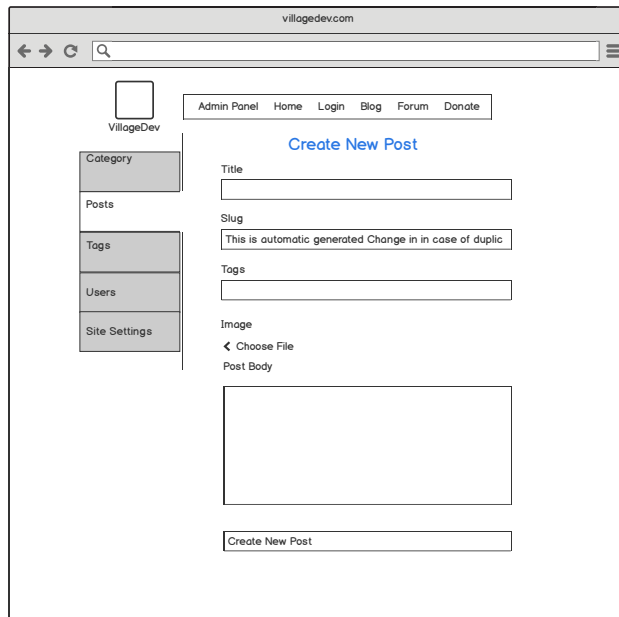 villagedev.com
VillageDev
Admin Panel Home Login Blog Forum Donate
Create New Post
Category
Posts
Tags
Users
Site Settings
Title
Slug
This is automatic generated Change in in case of duplic
Tags
Image
Choose File
Post Body
Create New Post